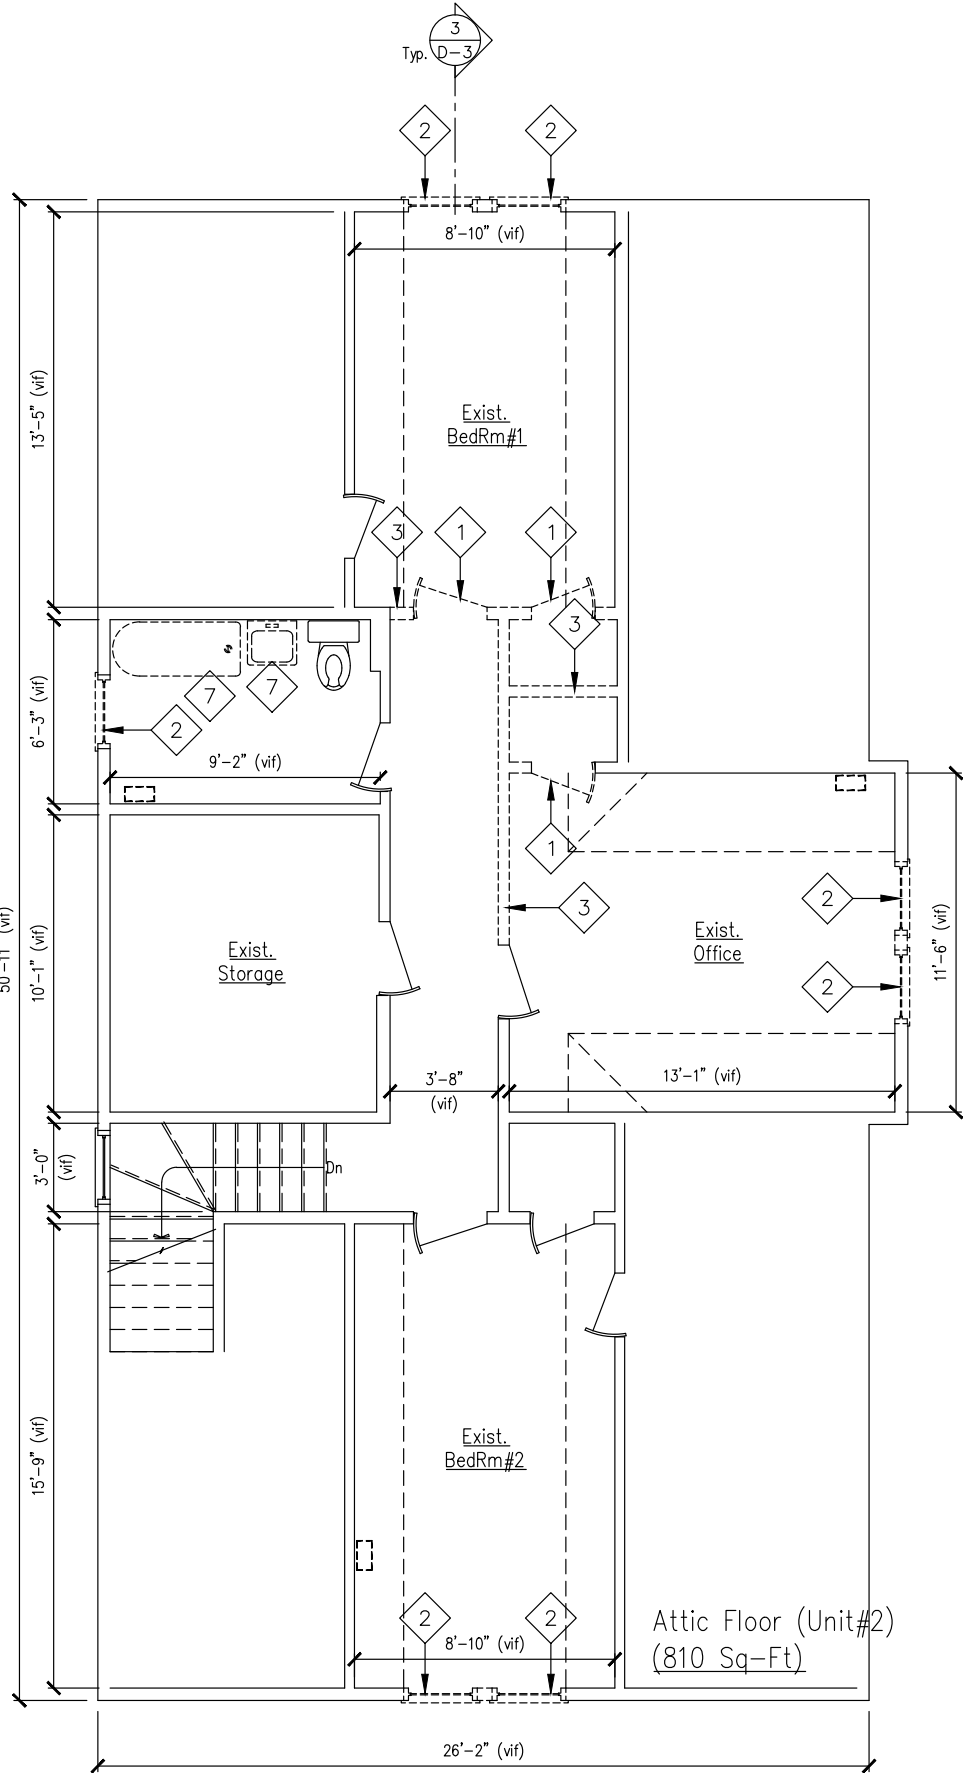 3
Typ. D-3
2
2
8'-10" (vif)
13'-5" (vif)
Exist.
BedRm#1
3
1
1
3
6'-3" (vif)
7
7
2
9'-2" (vif)
1
3
2
Exist.
Storage
Exist.
Office
10'-1" (vif)
50'-11" (vif)
11'-6" (vif)
2
3'-8"
(vif)
13'-1" (vif)
3'-0"
(vif)
Dn
15'-9" (vif)
Exist.
BedRm#2
2
2
8'-10" (vif)
Attic Floor (Unit#2)
(810 Sq-Ft)
26'-2" (vif)